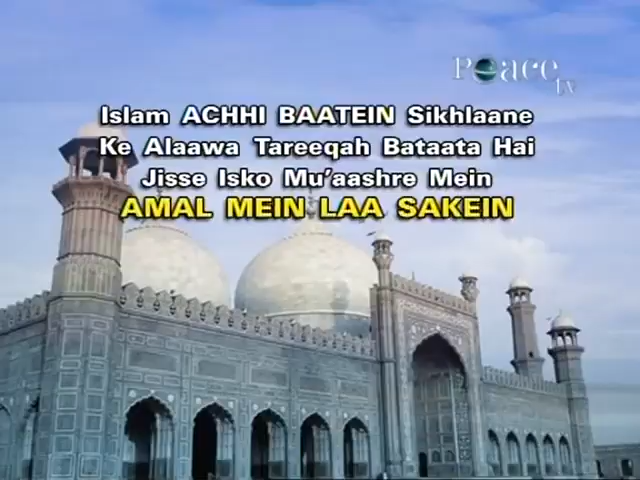 Peace
tv
Islam ACHHI BAATEIN Sikhlaane
Ke Alaawa Tareeqah Bataata Hai
Jisse Isko Mu'aashre Mein
AMAL MEIN LAA SAKEIN